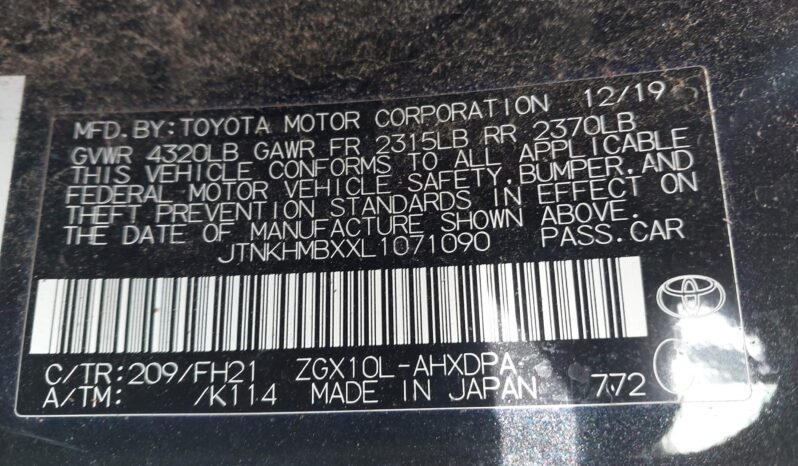 MFD. BY: TOYOTA MOTOR CORPORATION 12/19
GVWR 4320LB GAWR FR 2315LB RR 2370LB
THIS VEHICLE CONFORMS TO ALL APPLICABLE
FEDERAL MOTOR VEHICLE SAFETY, BUMPER, AND
THEFT PREVENTION STANDARDS IN EFFECT ON
THE DATE OF MANUFACTURE SHOWN ABOVE.
JTNKHMBXXL1071090 PASS.CAR
C/TR: 209/FH21 ZGX10L-AHXDPA
A/TM: /K114 MADE IN JAPAN 772